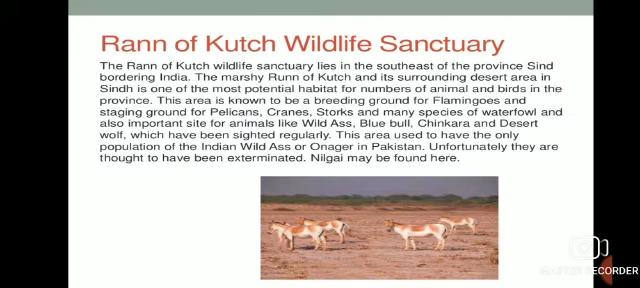 Rann of Kutch Wildlife Sanctuary
The Rann of Kutch wildlife sanctuary lies in the southeast of the province Sind
bordering India. The marshy Runn of Kutch and its surrounding desert area in
Sindh is one of the most potential habitat for numbers of animal and birds in the
province. This area is known to be a breeding ground for Flamingoes and
staging ground for Pelicans, Cranes, Storks and many species of waterfowl and
also important site for animals like Wild Ass, Blue bull, Chinkara and Desert
wolf, which have been sighted regularly. This area used to have the only
population of the Indian Wild Ass or Onager in Pakistan. Unfortunately they are
thought to have been exterminated. Nilgai may be found here.
MASTER RECORDER